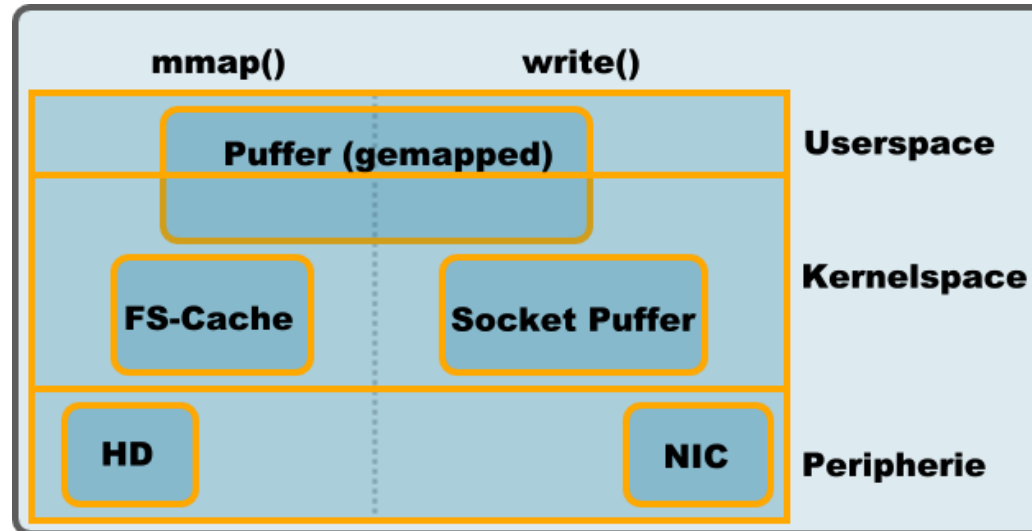 mmap()
write()
Puffer (gemapped)
Userspace
Kernelspace
FS-Cache
Socket Puffer
HD
NIC
Peripherie